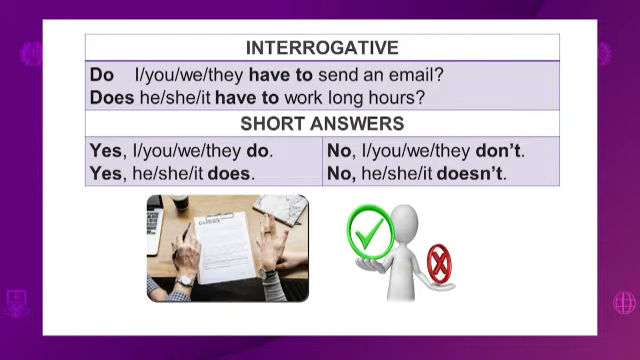 INTERROGATIVE
Do I/you/we/they have to send an email?
Does he/she/it have to work long hours?
SHORT ANSWERS
Yes, I/you/we/they do.
No, I/you/we/they don't.
Yes, he/she/it does.
No, he/she/it doesn't.
Contract